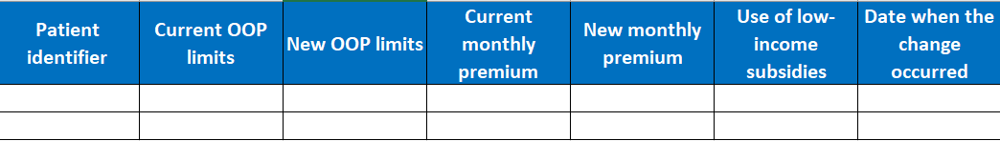 Patient
identifier
Current OOP
limits
New OOP limits
Current
monthly
premium
New monthly
premium
Use of low-
income
subsidies
Date when the
change
occurred